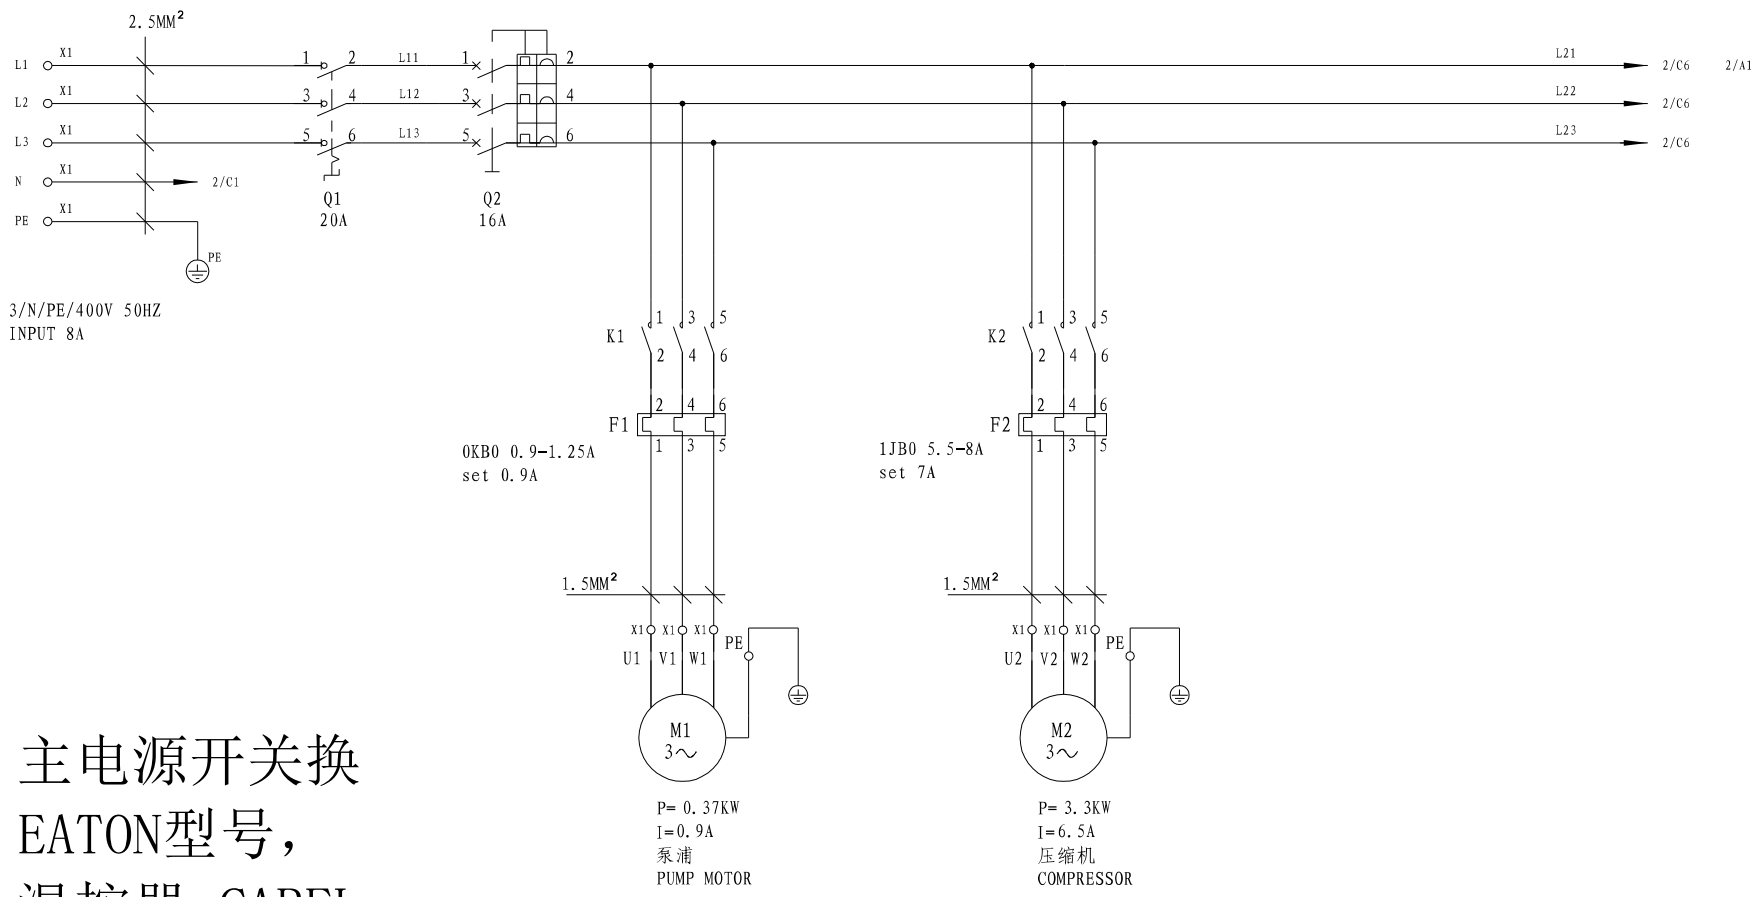 2.5MM²
L1 X1 1 2 L11 1 2 L21 2/C6 2/A1
L2 X1 3 4 L12 3 4 L22 2/C6
L3 X1 5 6 L13 5 6 L23 2/C6
N X1 2/C1
Q1 Q2
20A 16A
PE X1
PE
3/N/PE/400V 50HZ
INPUT 8A
1 3 5 1 3 5
K1 K2
2 4 6 2 4 6
2 4 6 2 4 6
F1 F2
1 3 5 1 3 5
0KB0 0.9-1.25A 1JB0 5.5-8A
set 0.9A set 7A
1.5MM² 1.5MM²
X1 X1 X1 X1 X1 X1
PE PE
U1 V1 W1 U2 V2 W2
M1 M2
3~ 3~
主电源开关换
EATON型号，
P= 0.37KW P= 3.3KW
I=0.9A I=6.5A
泵浦 压缩机
PUMP MOTOR COMPRESSOR